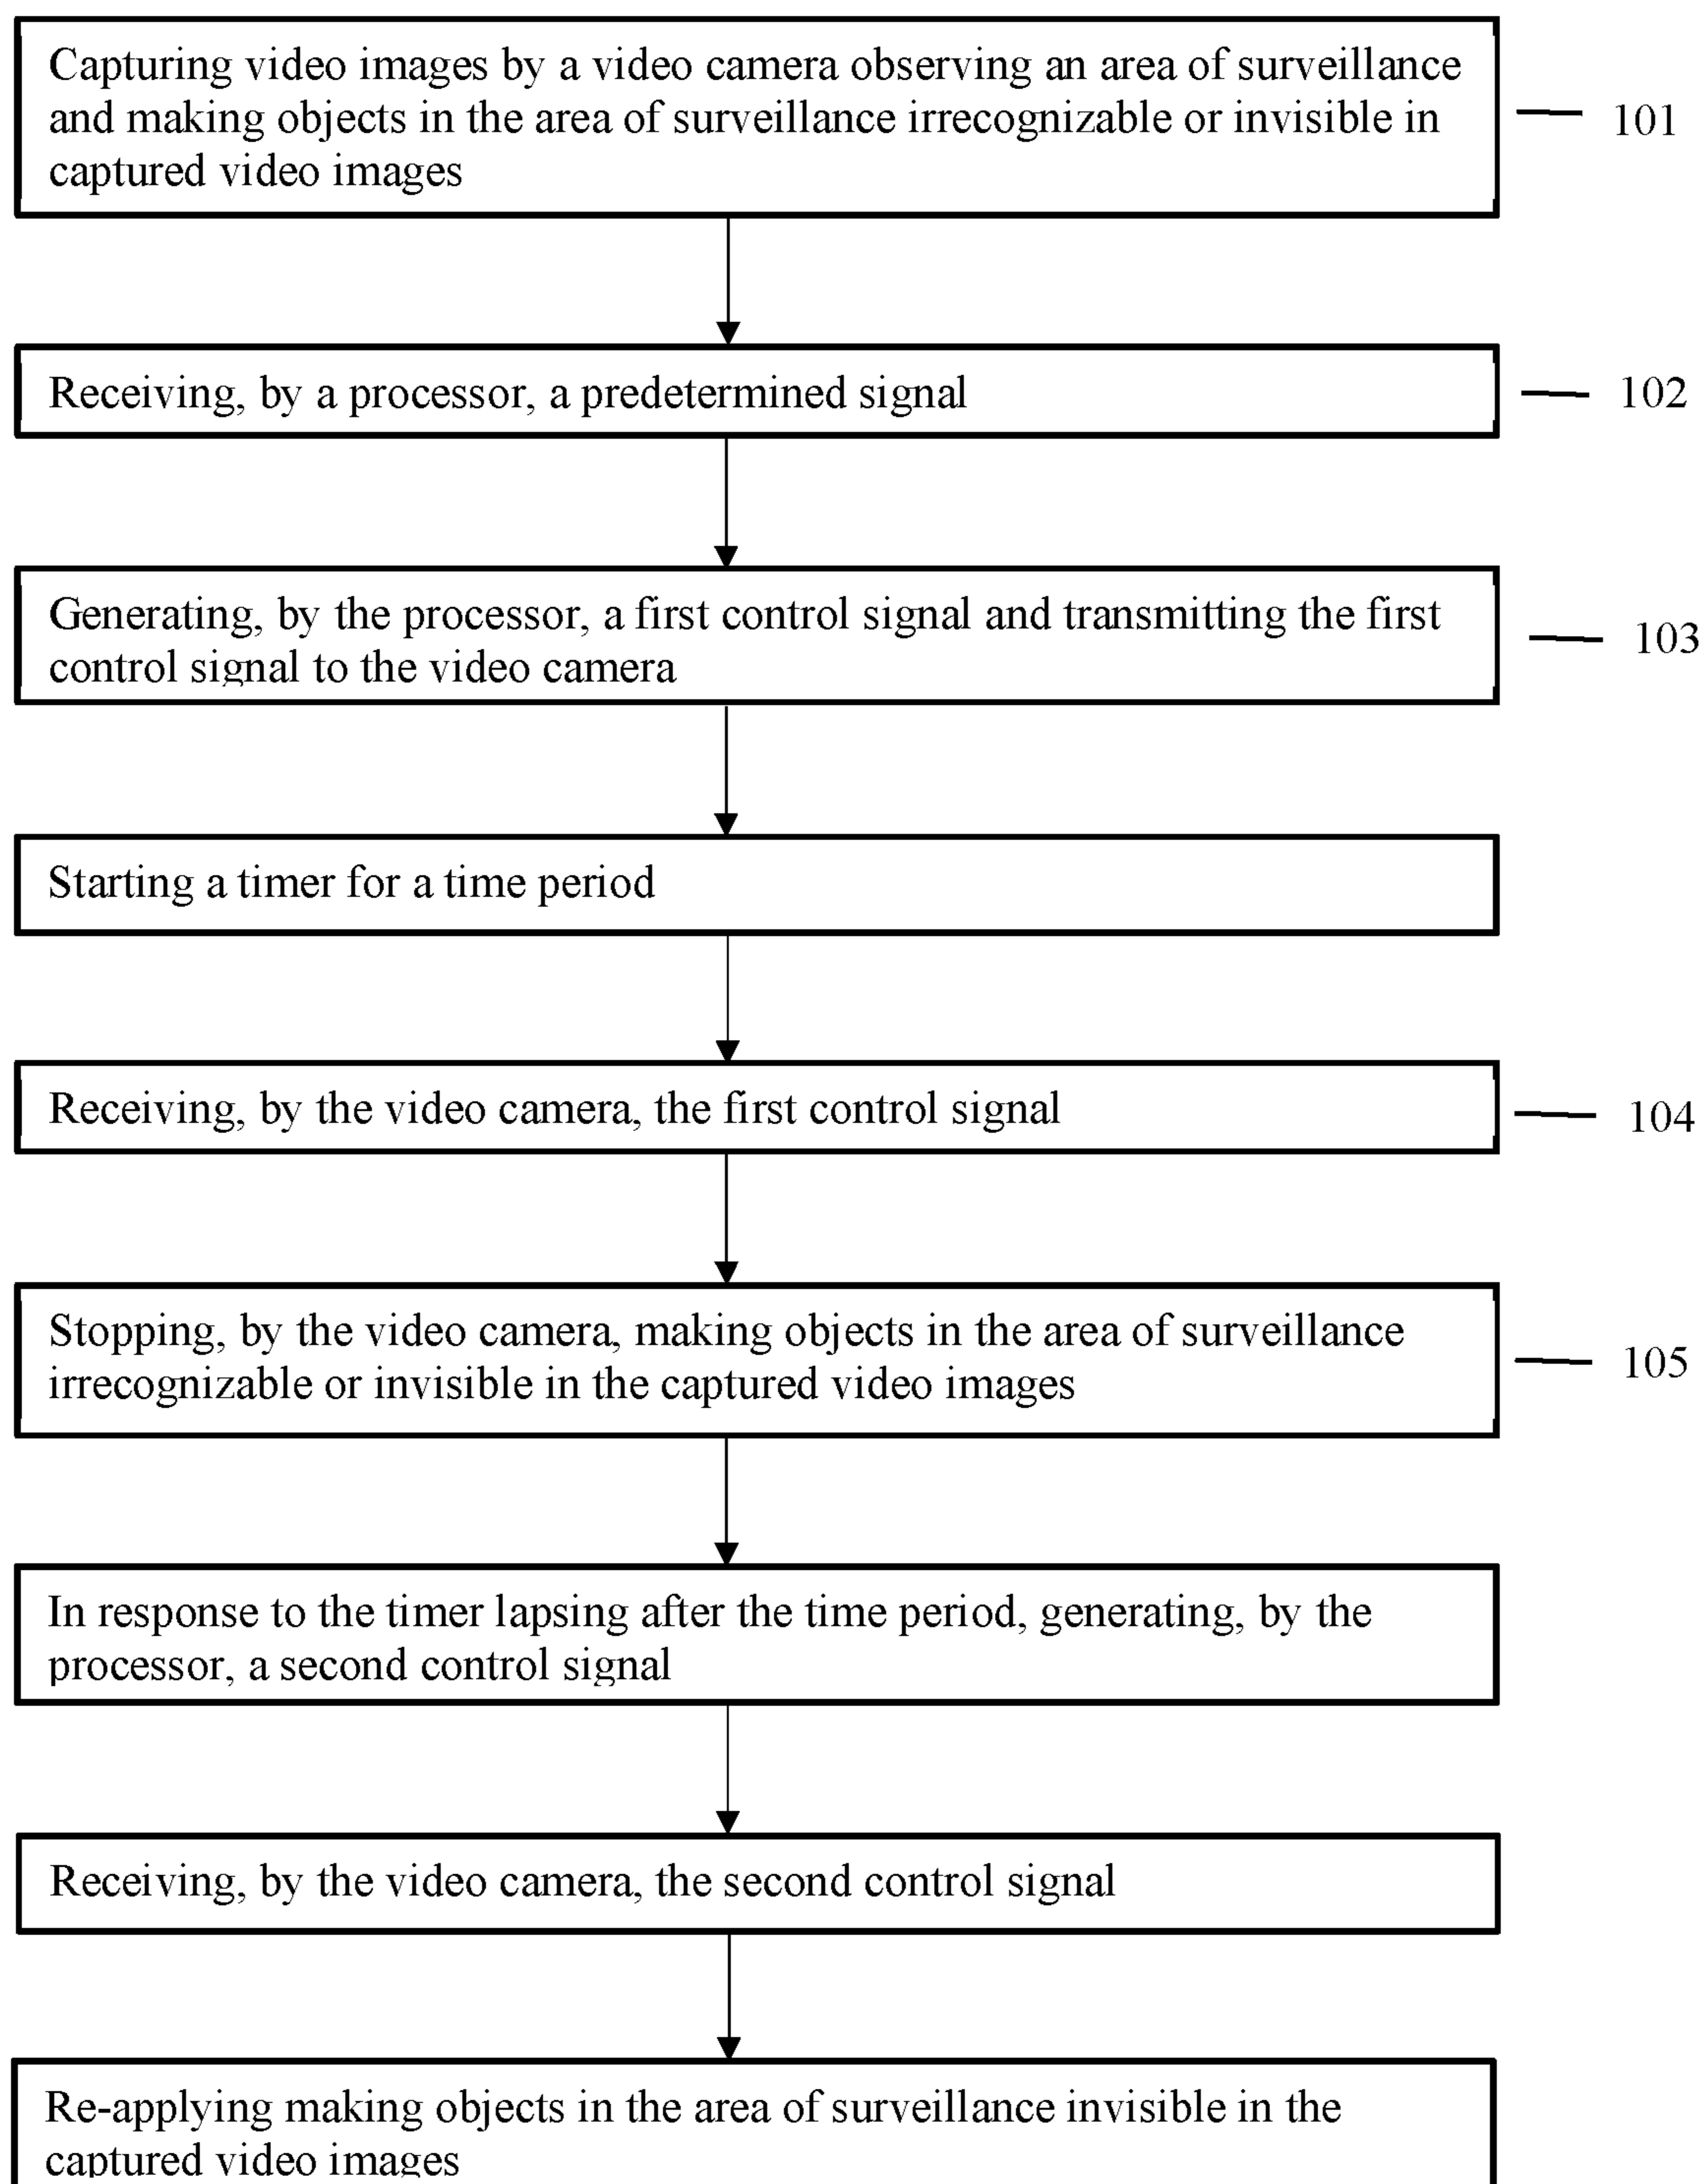 Capturing video images by a video camera observing an area of surveillance
and making objects in the area of surveillance irrecognizable or invisible in
captured video images
101
Receiving, by a processor, a predetermined signal
102
Generating, by the processor, a first control signal and transmitting the first
control signal to the video camera
103
Starting a timer for a time period
Receiving, by the video camera, the first control signal
104
Stopping, by the video camera, making objects in the area of surveillance
irrecognizable or invisible in the captured video images
105
In response to the timer lapsing after the time period, generating, by the
processor, a second control signal
Receiving, by the video camera, the second control signal
Re-applying making objects in the area of surveillance invisible in the
captured video images